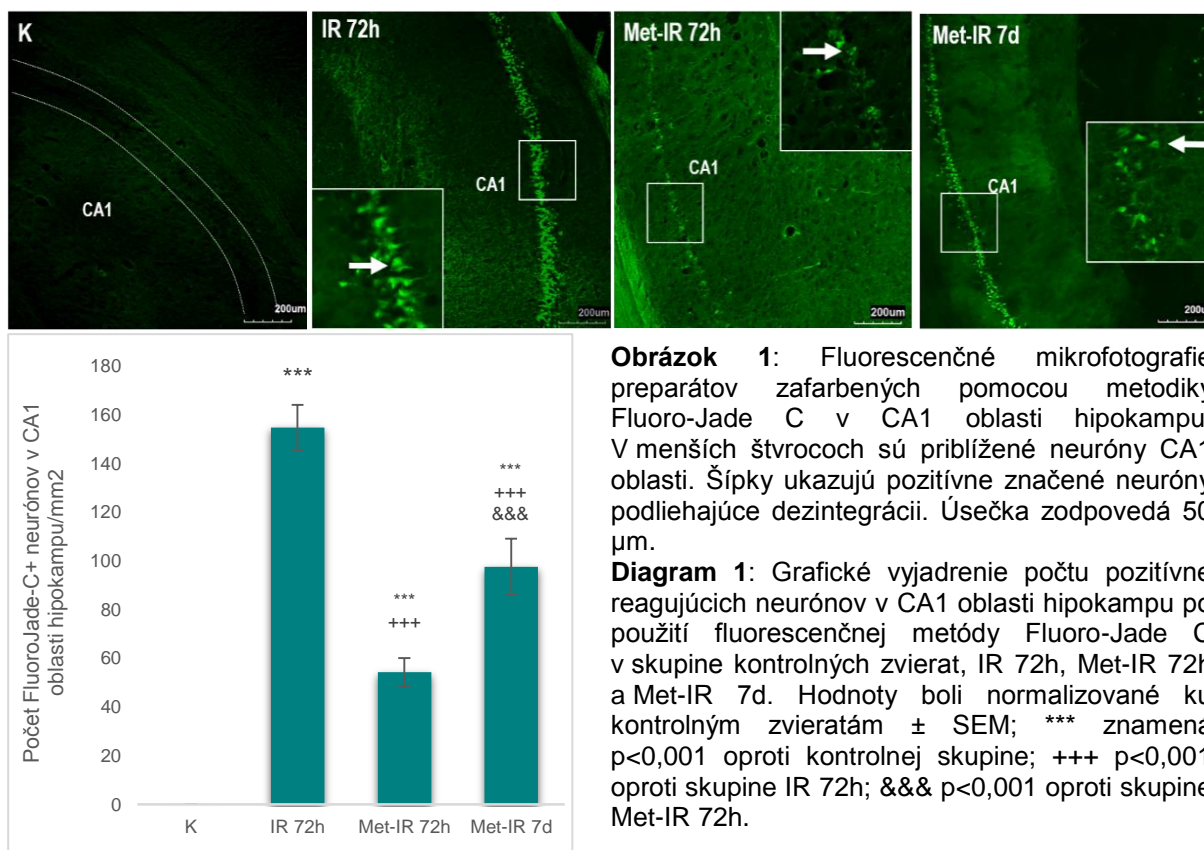 K
CA1
200um
IR 72h
CA1
200um
Met-IR 72h
CA1
200um
Met-IR 7d
CA1
200u
Počet FluoroJade-C+ neurónov v CA1
oblasti hipokampu/mm2
180
160
140
120
100
80
60
40
20
0
***
***
+++
***
+++
&&&
K
IR 72h
Met-IR 72h
Met-IR 7d
Obrázok 1: Fluorescenčné mikrofotografie
preparátov zafarbených pomocou metodiky
Fluoro-Jade C v CA1 oblasti hipokampu
V menších štvrococh sú priblížené neuróny CA1
oblasti. Šípky ukazujú pozitívne značené neuróny
podliehajúce dezintegrácii. Úsečka zodpovedá 50
µm.
Diagram 1: Grafické vyjadrenie počtu pozitívne
reagujúcich neurónov v CA1 oblasti hipokampu po
použití fluorescenčnej metódy Fluoro-Jade C
v skupine kontrolných zvierat, IR 72h, Met-IR 72h
a Met-IR 7d. Hodnoty boli normalizované ku
kontrolným zvieratám ± SEM; *** znamená
p<0,001 oproti kontrolnej skupine; +++ p<0,001
oproti skupine IR 72h; &&& p<0,001 oproti skupine
Met-IR 72h.